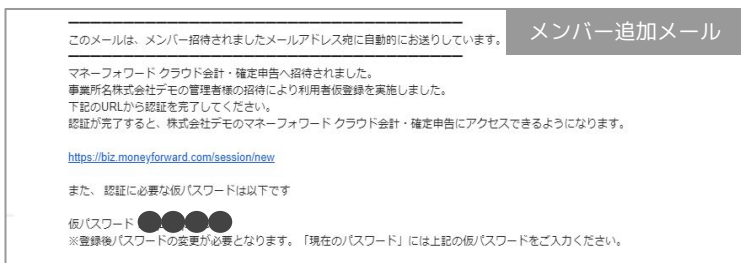 メンバー追加メール
このメールは、メンバー招待されましたメールアドレス宛に自動的にお送りしています。
マネーフォワード クラウド会計・確定申告へ招待されました。
事業所名株式会社デモの管理者様の招待により利用者仮登録を実施しました。
下記のURLから認証を完了してください。
認証が完了すると、株式会社デモのマネーフォワード クラウド会計・確定申告にアクセスできるようになります。
https://biz.moneyforward.com/session/new
また、 認証に必要な仮パスワードは以下です
仮パスワード
※登録後パスワードの変更が必要となります。「現在のパスワード」には上記の仮パスワードをご入力ください。